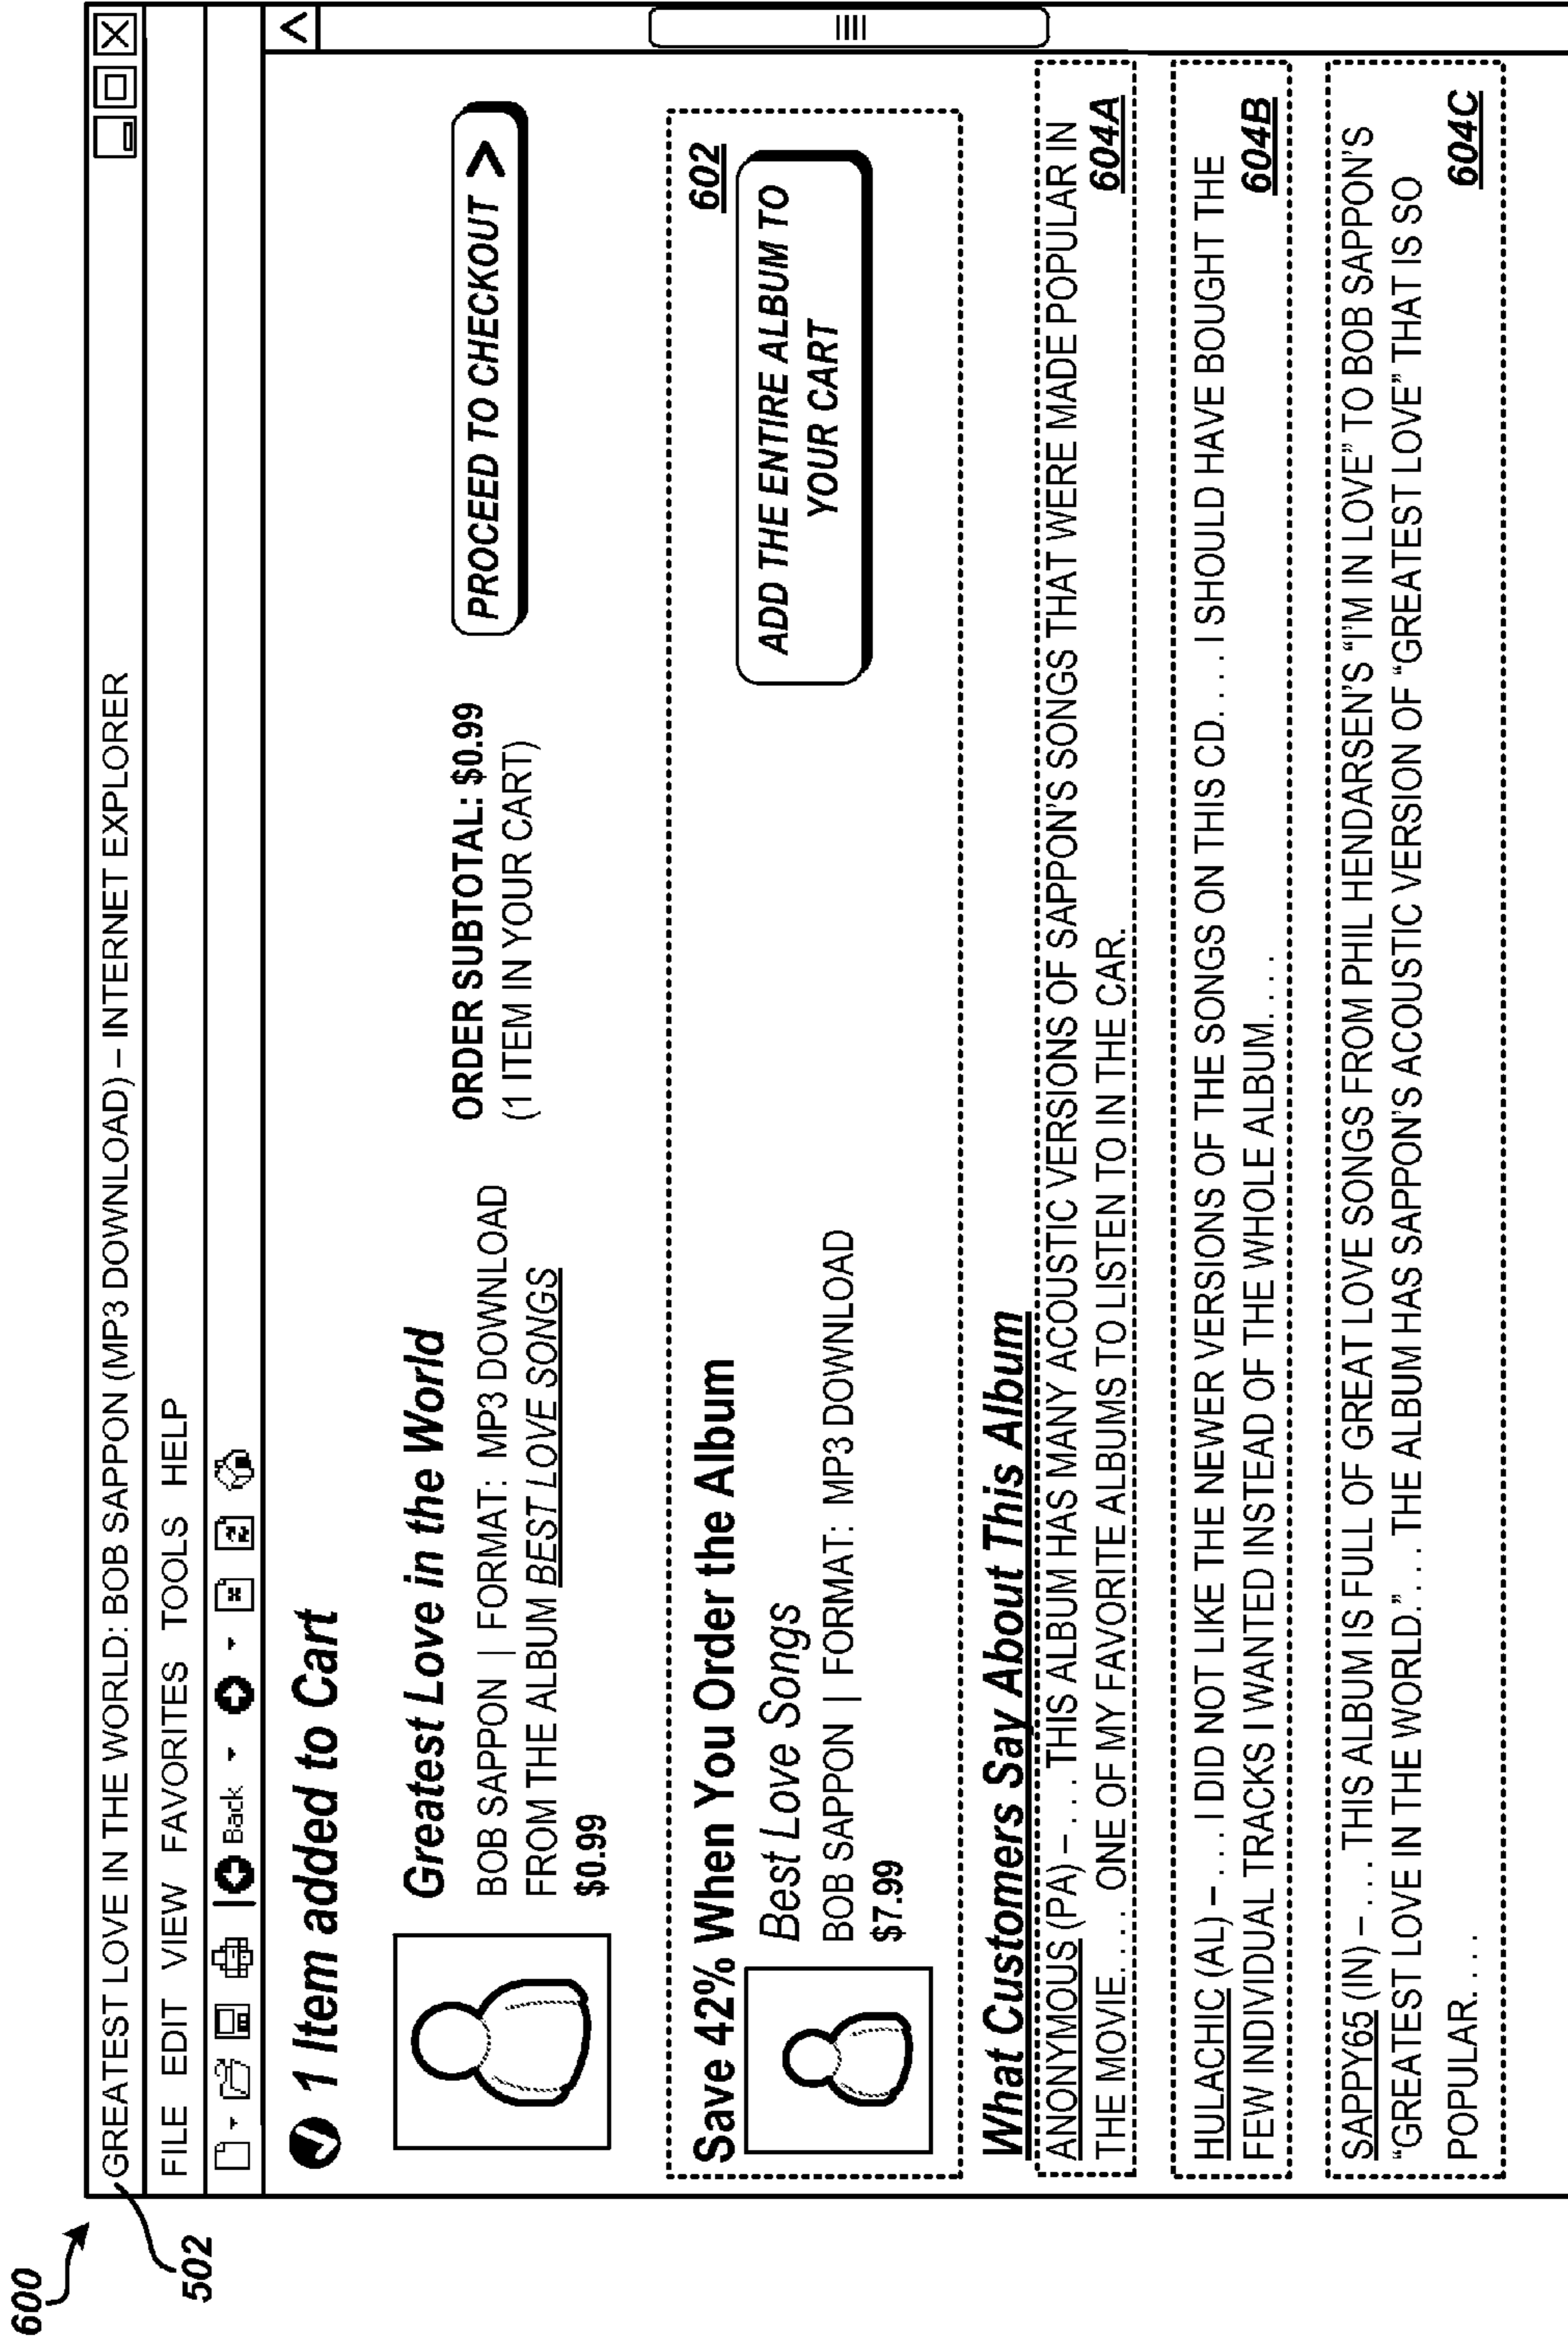 600
502
GREATEST LOVE IN THE WORLD: BOB SAPPON (MP3 DOWNLOAD) – INTERNET EXPLORER
FILE EDIT VIEW FAVORITES TOOLS HELP
Back
1 Item added to Cart
Greatest Love in the World
BOB SAPPON | FORMAT: MP3 DOWNLOAD
FROM THE ALBUM BEST LOVE SONGS
$0.99
ORDER SUBTOTAL: $0.99
(1 ITEM IN YOUR CART)
PROCEED TO CHECKOUT >
602
Save 42% When You Order the Album
Best Love Songs
BOB SAPPON | FORMAT: MP3 DOWNLOAD
$7.99
ADD THE ENTIRE ALBUM TO
YOUR CART
What Customers Say About This Album
ANONYMOUS (PA) – . . . THIS ALBUM HAS MANY ACOUSTIC VERSIONS OF SAPPON'S SONGS THAT WERE MADE POPULAR IN
THE MOVIE. . . . ONE OF MY FAVORITE ALBUMS TO LISTEN TO IN THE CAR.
604A
HULACHIC (AL) – . . . I DID NOT LIKE THE NEWER VERSIONS OF THE SONGS ON THIS CD. . . . I SHOULD HAVE BOUGHT THE
FEW INDIVIDUAL TRACKS I WANTED INSTEAD OF THE WHOLE ALBUM. . . .
604B
SAPPY65 (IN) – . . . THIS ALBUM IS FULL OF GREAT LOVE SONGS FROM PHIL HENDARSEN'S “I'M IN LOVE” TO BOB SAPPON'S
“GREATEST LOVE IN THE WORLD.” . . . THE ALBUM HAS SAPPON'S ACOUSTIC VERSION OF “GREATEST LOVE” THAT IS SO
POPULAR. . . .
604C